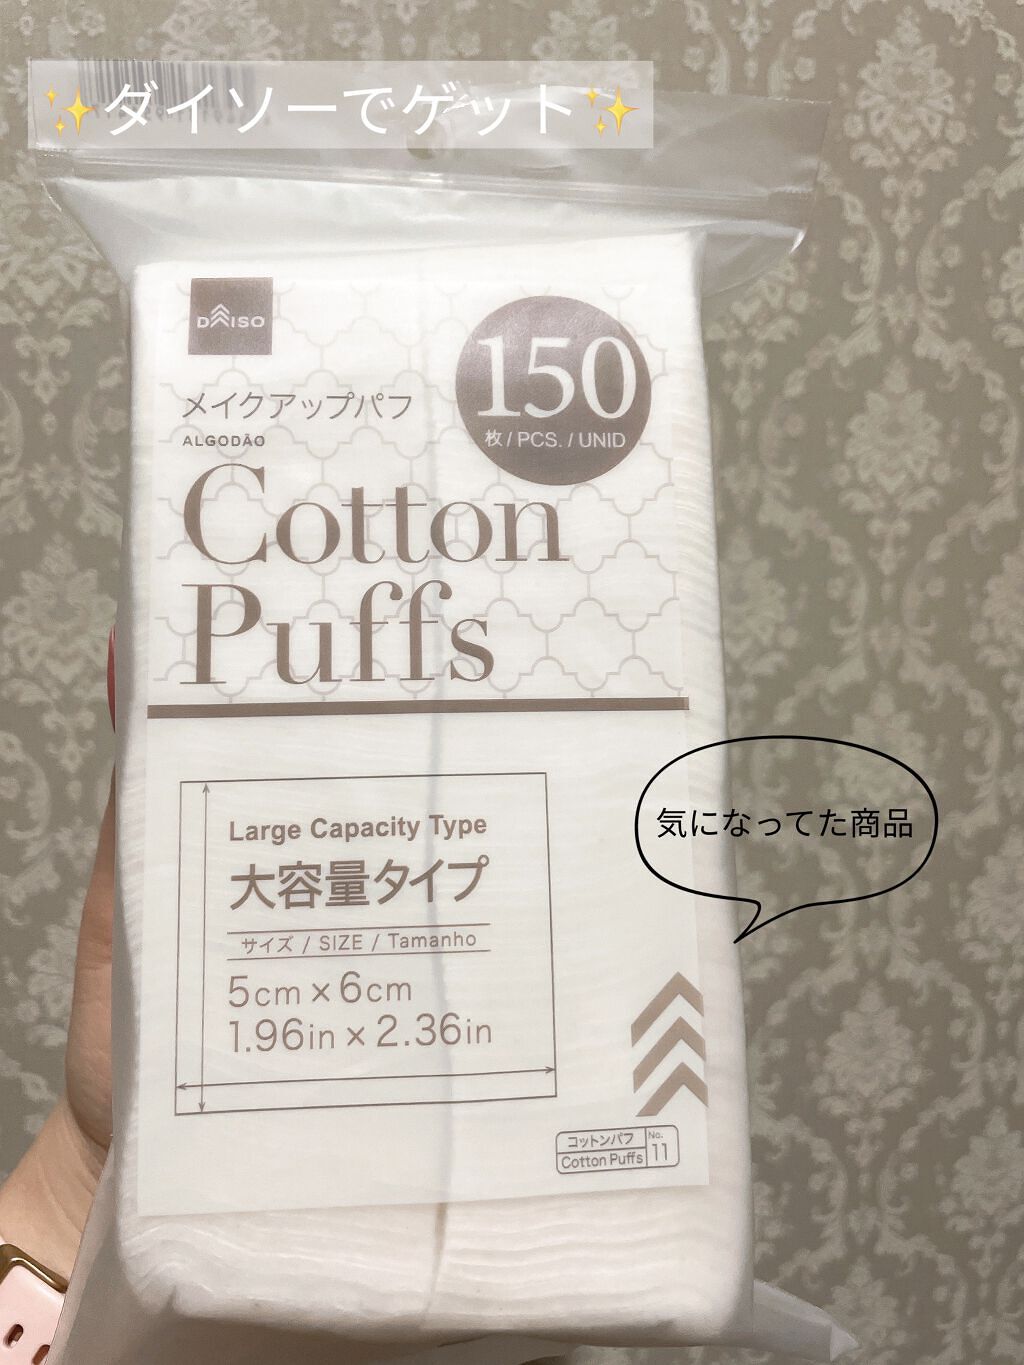 ✨ダイソーでゲット✨
DAISO
150
枚 / PCS. / UNID
メイクアップパフ
ALGODÃO
Cotton
Puffs
Large Capacity Type
大容量タイプ
サイズ / SIZE / Tamanho
5cm × 6cm
1.96in × 2.36in
気になってた商品
コットンパフ
Cotton Puffs
No.
11